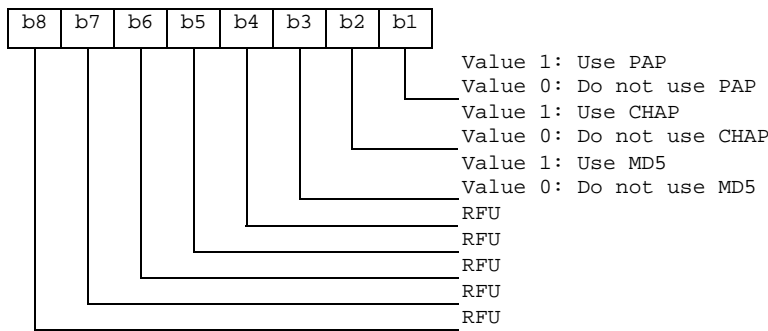 b8 b7 b6 b5 b4 b3 b2 b1
Value 1: Use PAP
Value 0: Do not use PAP
Value 1: Use CHAP
Value 0: Do not use CHAP
Value 1: Use MD5
Value 0: Do not use MD5
RFU
RFU
RFU
RFU
RFU